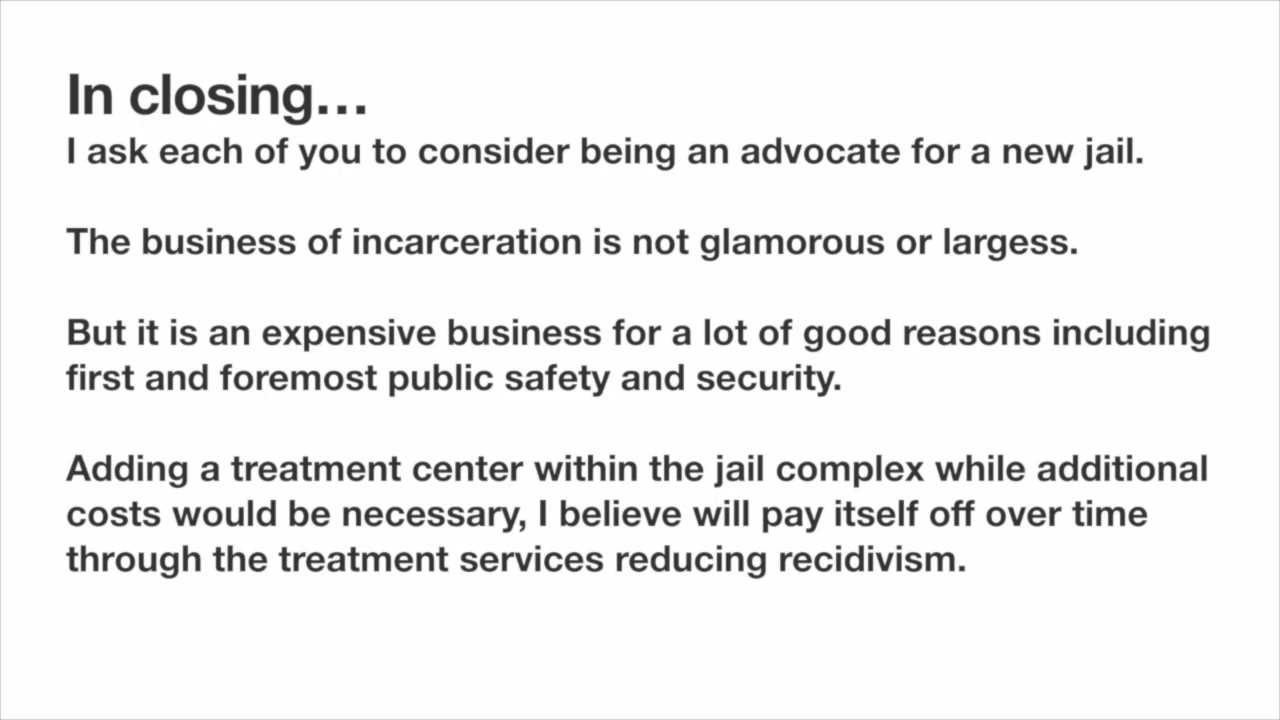 In closing...
I ask each of you to consider being an advocate for a new jail.
The business of incarceration is not glamorous or largess.
But it is an expensive business for a lot of good reasons including
first and foremost public safety and security.
Adding a treatment center within the jail complex while additional
costs would be necessary, I believe will pay itself off over time
through the treatment services reducing recidivism.